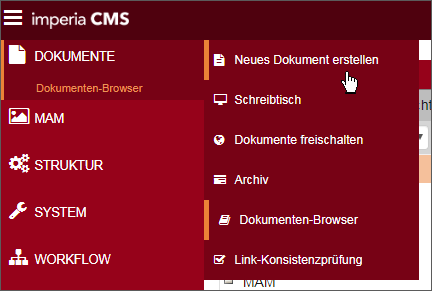 imperia CMS
DOKUMENTE
Dokumenten-Browser
MAM
STRUKTUR
SYSTEM
WORKFLOW
Neues Dokument erstellen
Schreibtisch
Dokumente freischalten
Archiv
Dokumenten-Browser
Link-Konsistenzprüfung
MAM